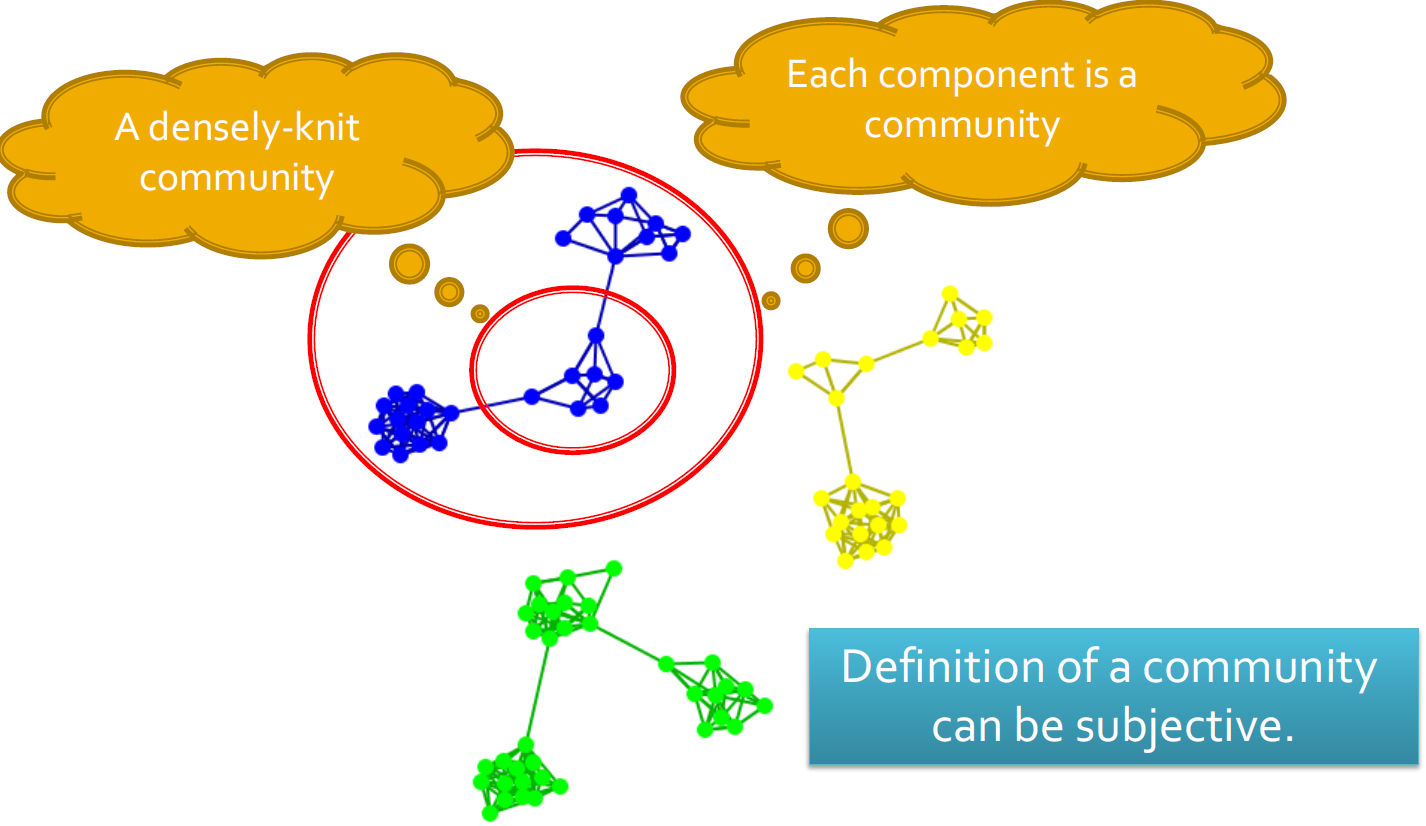 A densely-knit
community
Each component is a
community
Definition of a community
can be subjective.